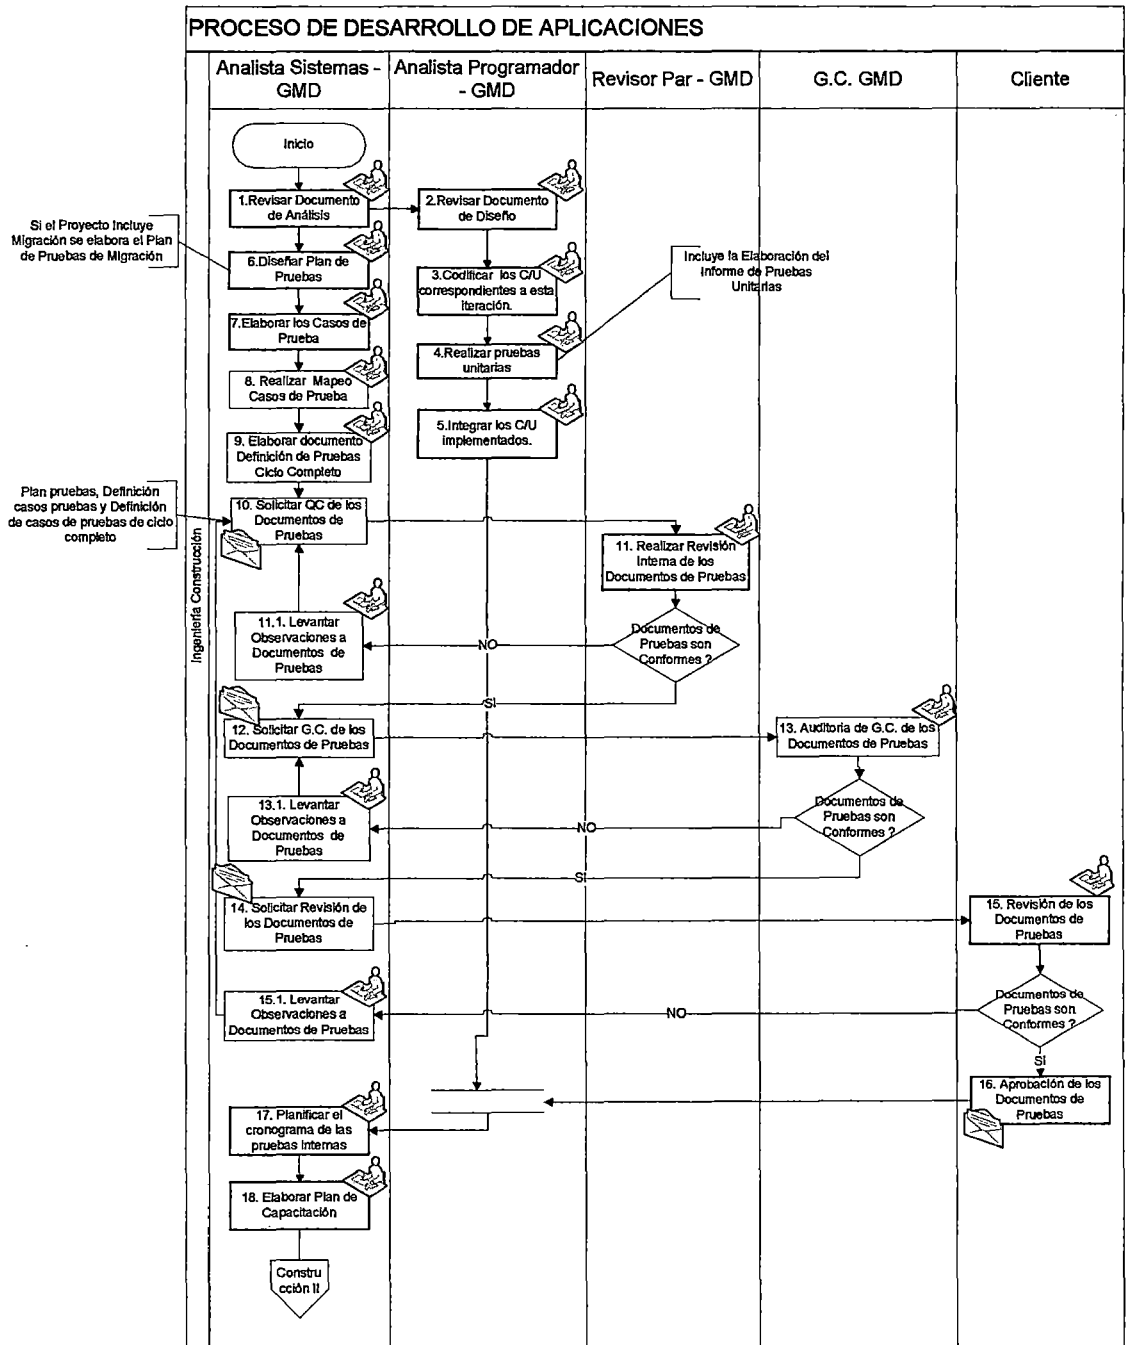 PROCESO DE DESARROLLO DE APLICACIONES
Analista Sistemas -
GMD
Analista Programador
- GMD
Revisor Par - GMD
G.C. GMD
Cliente
Ingeniería Construcción
Inicio
1.Revisar Documento
de Análisis
2.Revisar Documento
de Diseño
Si el Proyecto Incluye
Migración se elabora el Plan
de Pruebas de Migración
6.Diseñar Plan de
Pruebas
3.Codificar los C/U
correspondientes a esta
iteración.
Incluye la Elaboración del
Informe de Pruebas
Unitarias
7.Elaborar los Casos de
Prueba
4.Realizar pruebas
unitarias
8. Realizar Mapeo
Casos de Prueba
5.Integrar los C/U
implementados.
9. Elaborar documento
Definición de Pruebas
Ciclo Completo
Plan pruebas, Definición
casos pruebas y Definición
de casos de pruebas de ciclo
completo
10. Solicitar QC de los
Documentos de
Pruebas
11. Realizar Revisión
Interna de los
Documentos de Pruebas
11.1. Levantar
Observaciones a
Documentos de
Pruebas
NO
Documentos de
Pruebas son
Conformes ?
SI
12. Solicitar G.C. de los
Documentos de Pruebas
13. Auditoria de G.C. de los
Documentos de Pruebas
13.1. Levantar
Observaciones a
Documentos de
Pruebas
NO
Documentos de
Pruebas son
Conformes ?
SI
14. Solicitar Revisión de
los Documentos de
Pruebas
15. Revisión de los
Documentos de
Pruebas
15.1. Levantar
Observaciones a
Documentos de Pruebas
NO
Documentos de
Pruebas son
Conformes ?
SI
16. Aprobación de los
Documentos de
Pruebas
17. Planificar el
cronograma de las
pruebas Internas
18. Elaborar Plan de
Capacitación
Constru
cción II